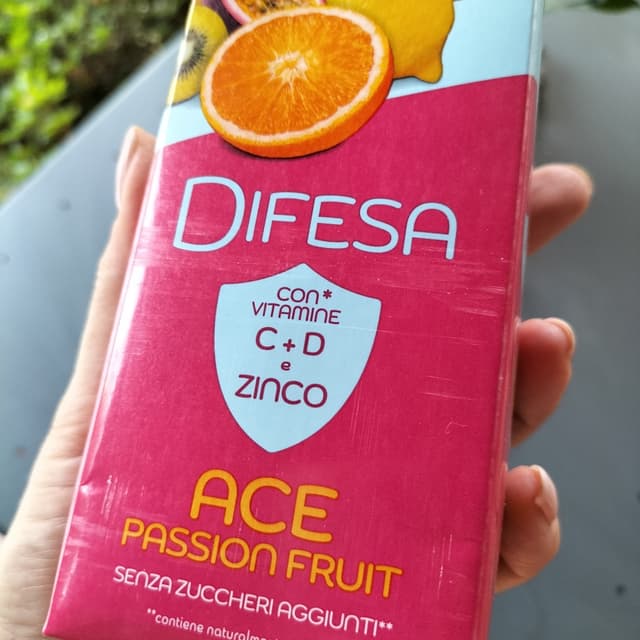 DIFESA
CON*
VITAMINE
C + D
e
ZINCO
ACE
PASSION FRUIT
SENZA ZUCCHERI AGGIUNTI**
**contiene